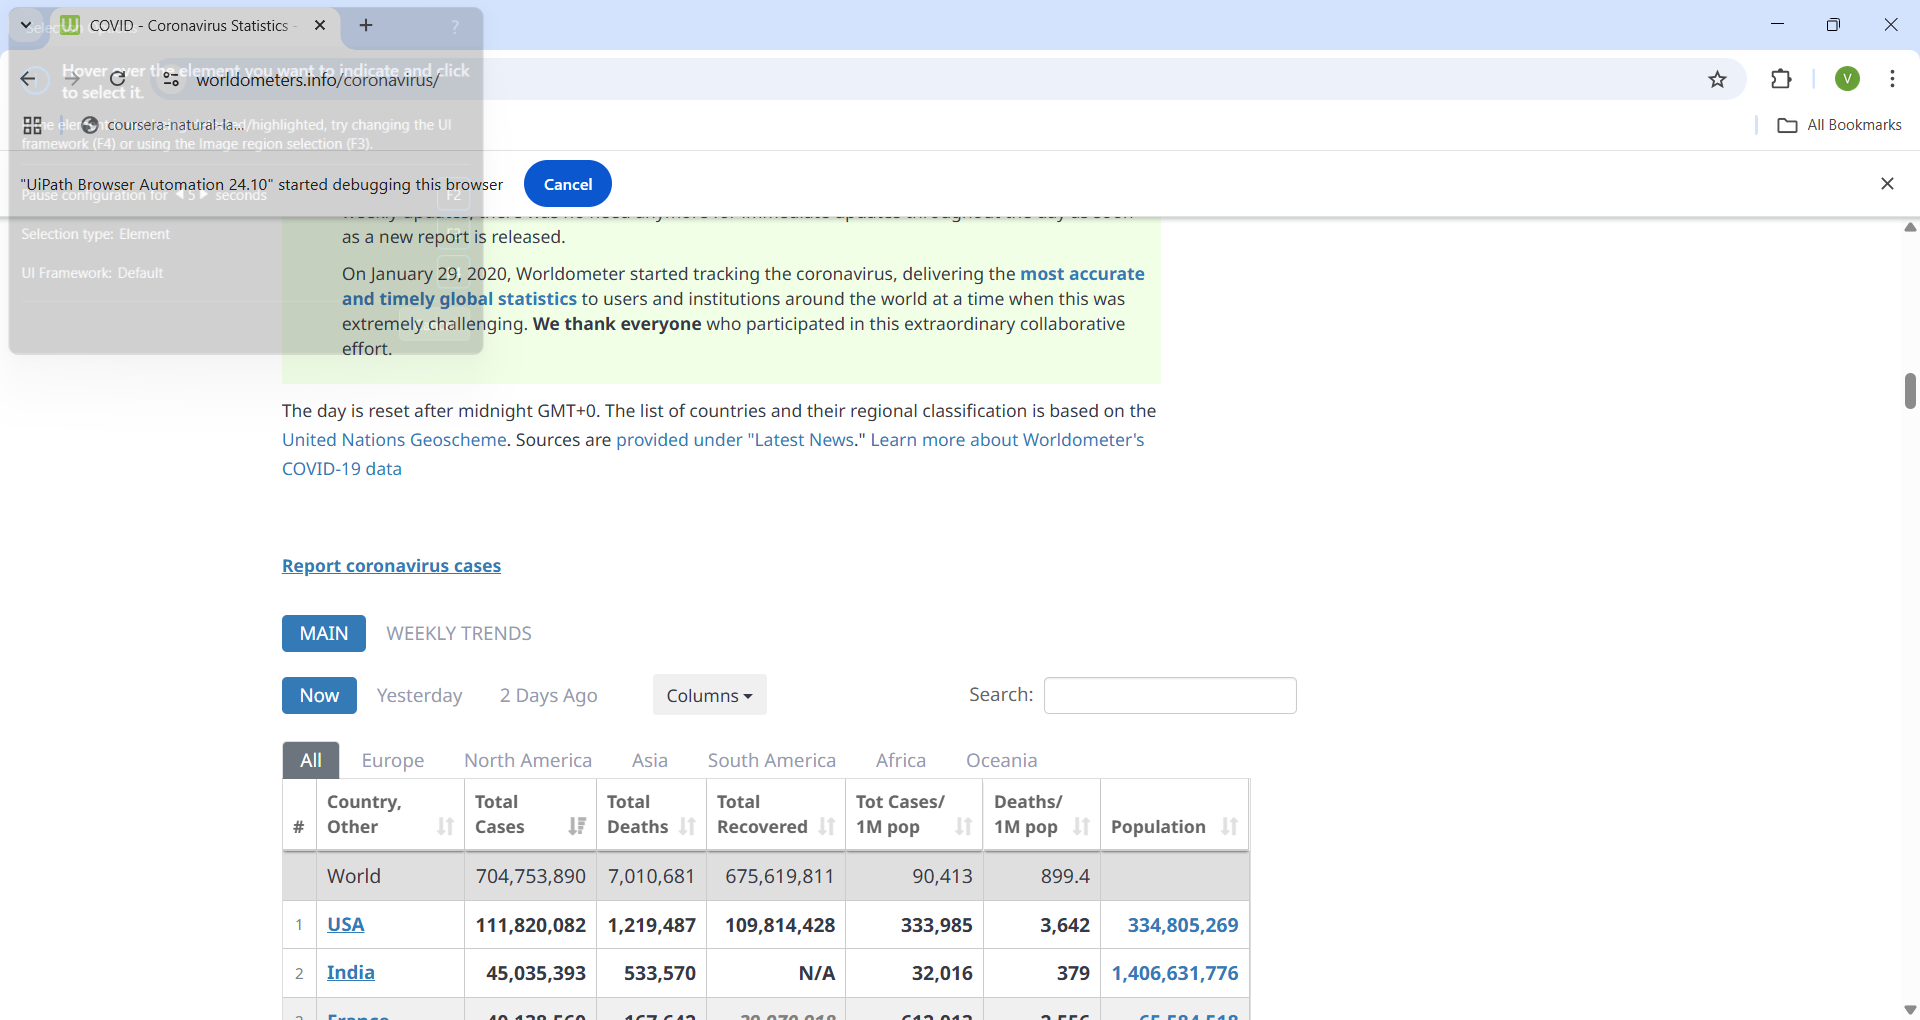 COVID - Coronavirus Statistics -
?
Hover over the element you want to indicate and click
to select it.
worldometers.info/coronavirus/
V
coursera-natural-la...
/highlighted, try changing the UI
framework (F4) or using the Image region selection (F3).
All Bookmarks
"UiPath Browser Automation 24.10" started debugging this browser
Cancel
Pause configuration for 5 seconds
F2
Selection type: Element
UI Framework: Default
as a new report is released.
On January 29, 2020, Worldometer started tracking the coronavirus, delivering the most accurate
and timely global statistics to users and institutions around the world at a time when this was
extremely challenging. We thank everyone who participated in this extraordinary collaborative
effort.
The day is reset after midnight GMT+0. The list of countries and their regional classification is based on the
United Nations Geoscheme. Sources are provided under "Latest News." Learn more about Worldometer's
COVID-19 data
Report coronavirus cases
MAIN WEEKLY TRENDS
Now Yesterday 2 Days Ago Columns Search:
All Europe North America Asia South America Africa Oceania
# Country, Other Total Cases Total Deaths Total Recovered Tot Cases/ 1M pop Deaths/ 1M pop Population
World 704,753,890 7,010,681 675,619,811 90,413 899.4
1 USA 111,820,082 1,219,487 109,814,428 333,985 3,642 334,805,269
2 India 45,035,393 533,570 N/A 32,016 379 1,406,631,776
France